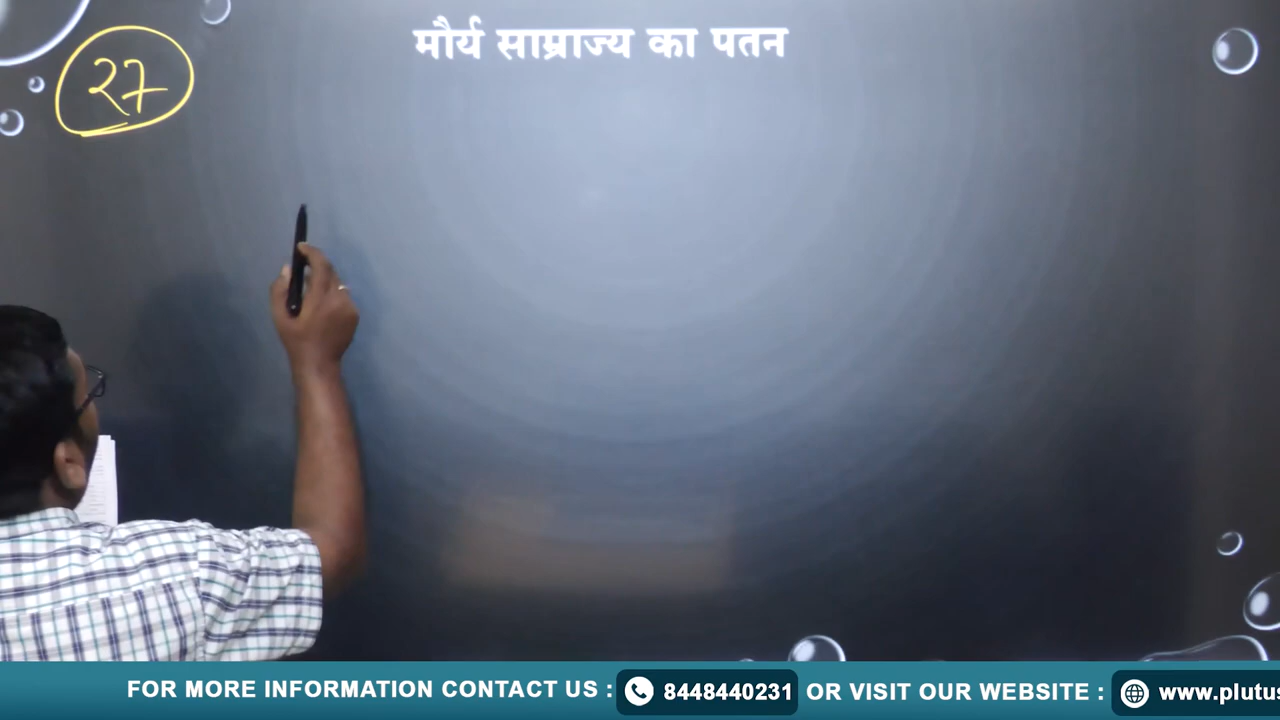 मौर्य साम्राज्य का पतन
27
FOR MORE INFORMATION CONTACT US : 8448440231 OR VISIT OUR WEBSITE : www.plutus